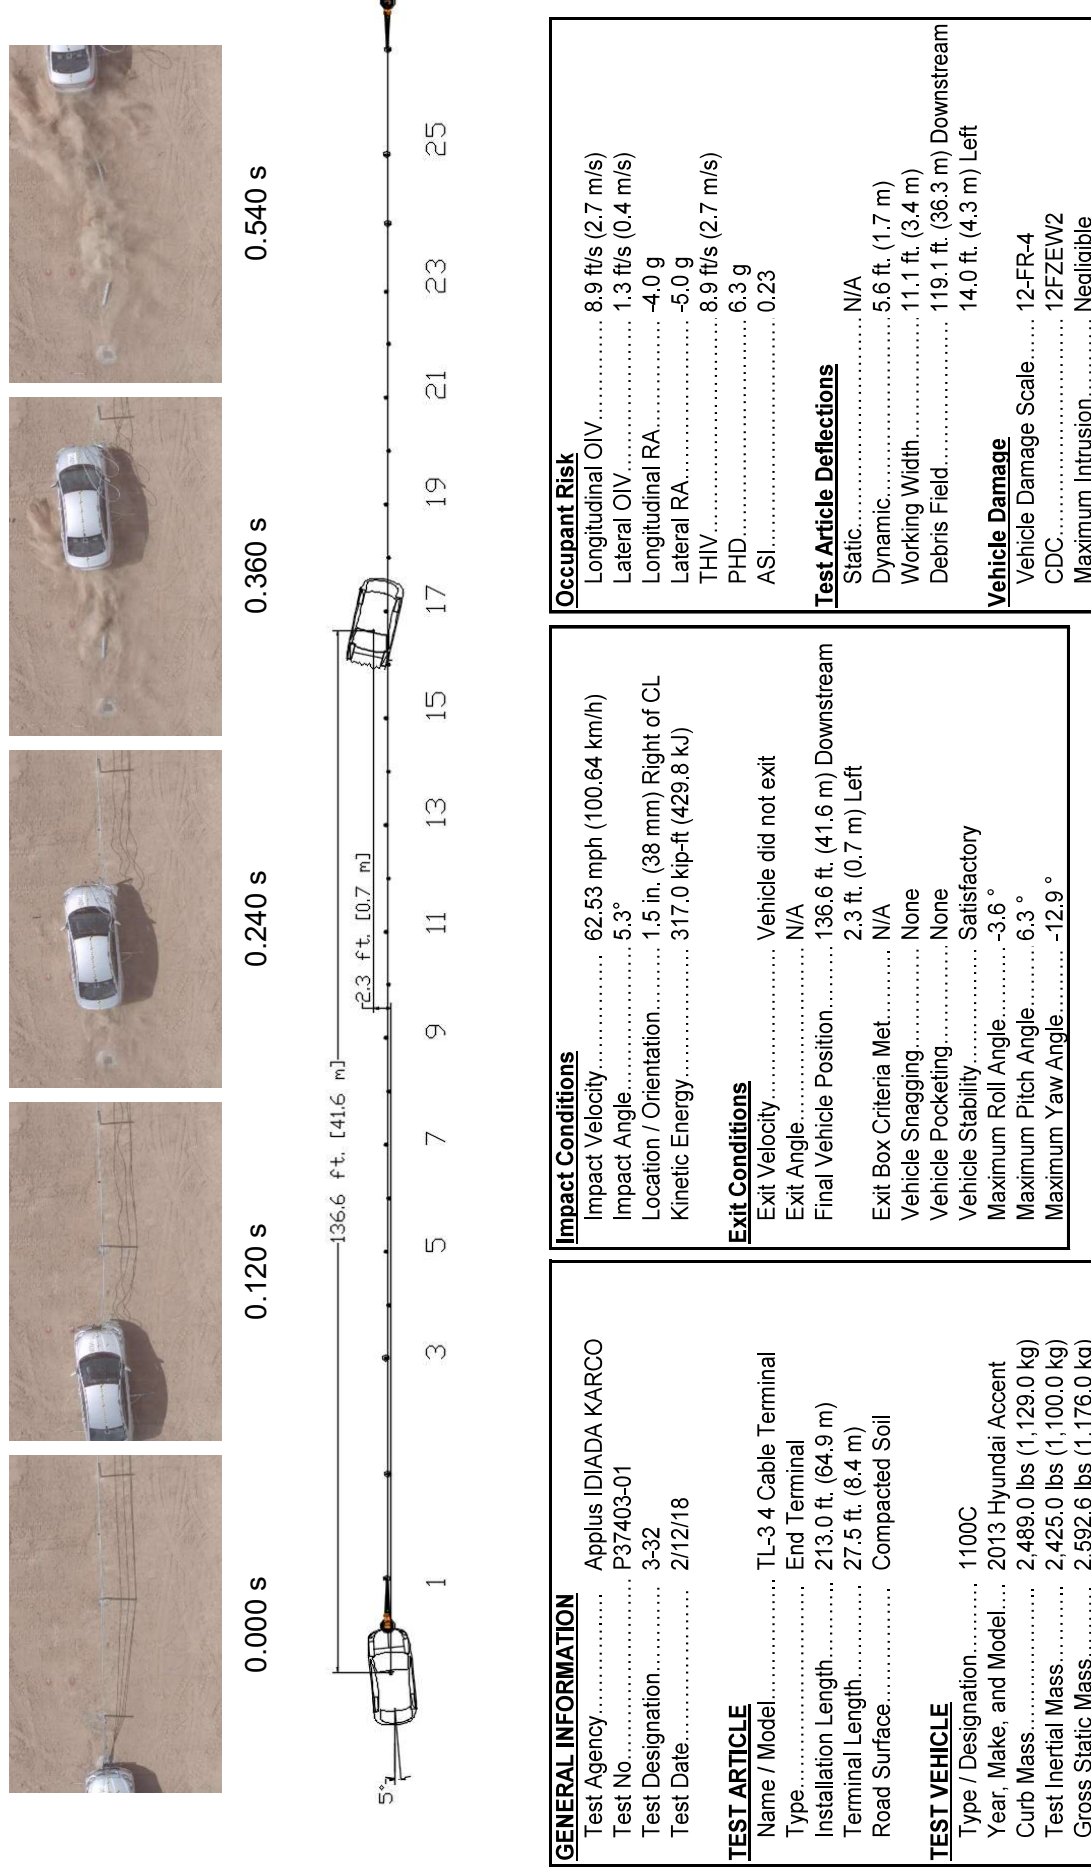 0.000 s
0.120 s
0.240 s
0.360 s
0.540 s
136.6 ft. [41.6 m]
2.3 ft. [0.7 m]
5°
1 3 5 7 9 11 13 15 17 19 21 23 25
GENERAL INFORMATION
Test Agency.................... Applus IDIADA KARCO
Test No.......................... P37403-01
Test Designation............ 3-32
Test Date....................... 2/12/18
TEST ARTICLE
Name / Model................. TL-3 4 Cable Terminal
Type............................... End Terminal
Installation Length.......... 213.0 ft. (64.9 m)
Terminal Length.............. 27.5 ft. (8.4 m)
Road Surface................. Compacted Soil
TEST VEHICLE
Type / Designation.......... 1100C
Year, Make, and Model... 2013 Hyundai Accent
Curb Mass...................... 2,489.0 lbs (1,129.0 kg)
Test Inertial Mass............ 2,425.0 lbs (1,100.0 kg)
Gross Static Mass........... 2,592.6 lbs (1,176.0 kg)
Impact Conditions
Impact Velocity................ 62.53 mph (100.64 km/h)
Impact Angle................... 5.3°
Location / Orientation...... 1.5 in. (38 mm) Right of CL
Kinetic Energy................. 317.0 kip-ft (429.8 kJ)
Exit Conditions
Exit Velocity..................... Vehicle did not exit
Exit Angle........................ N/A
Final Vehicle Position....... 136.6 ft. (41.6 m) Downstream
2.3 ft. (0.7 m) Left
Exit Box Criteria Met........ N/A
Vehicle Snagging............. None
Vehicle Pocketing............ None
Vehicle Stability............... Satisfactory
Maximum Roll Angle........ -3.6 °
Maximum Pitch Angle...... 6.3 °
Maximum Yaw Angle........ -12.9 °
Occupant Risk
Longitudinal OIV.............. 8.9 ft/s (2.7 m/s)
Lateral OIV...................... 1.3 ft/s (0.4 m/s)
Longitudinal RA............... -4.0 g
Lateral RA....................... -5.0 g
THIV................................ 8.9 ft/s (2.7 m/s)
PHD................................. 6.3 g
ASI.................................. 0.23
Test Article Deflections
Static............................... N/A
Dynamic.......................... 5.6 ft. (1.7 m)
Working Width................. 11.1 ft. (3.4 m)
Debris Field..................... 119.1 ft. (36.3 m) Downstream
14.0 ft. (4.3 m) Left
Vehicle Damage
Vehicle Damage Scale..... 12-FR-4
CDC................................ 12FZEW2
Maximum Intrusion........... Negligible